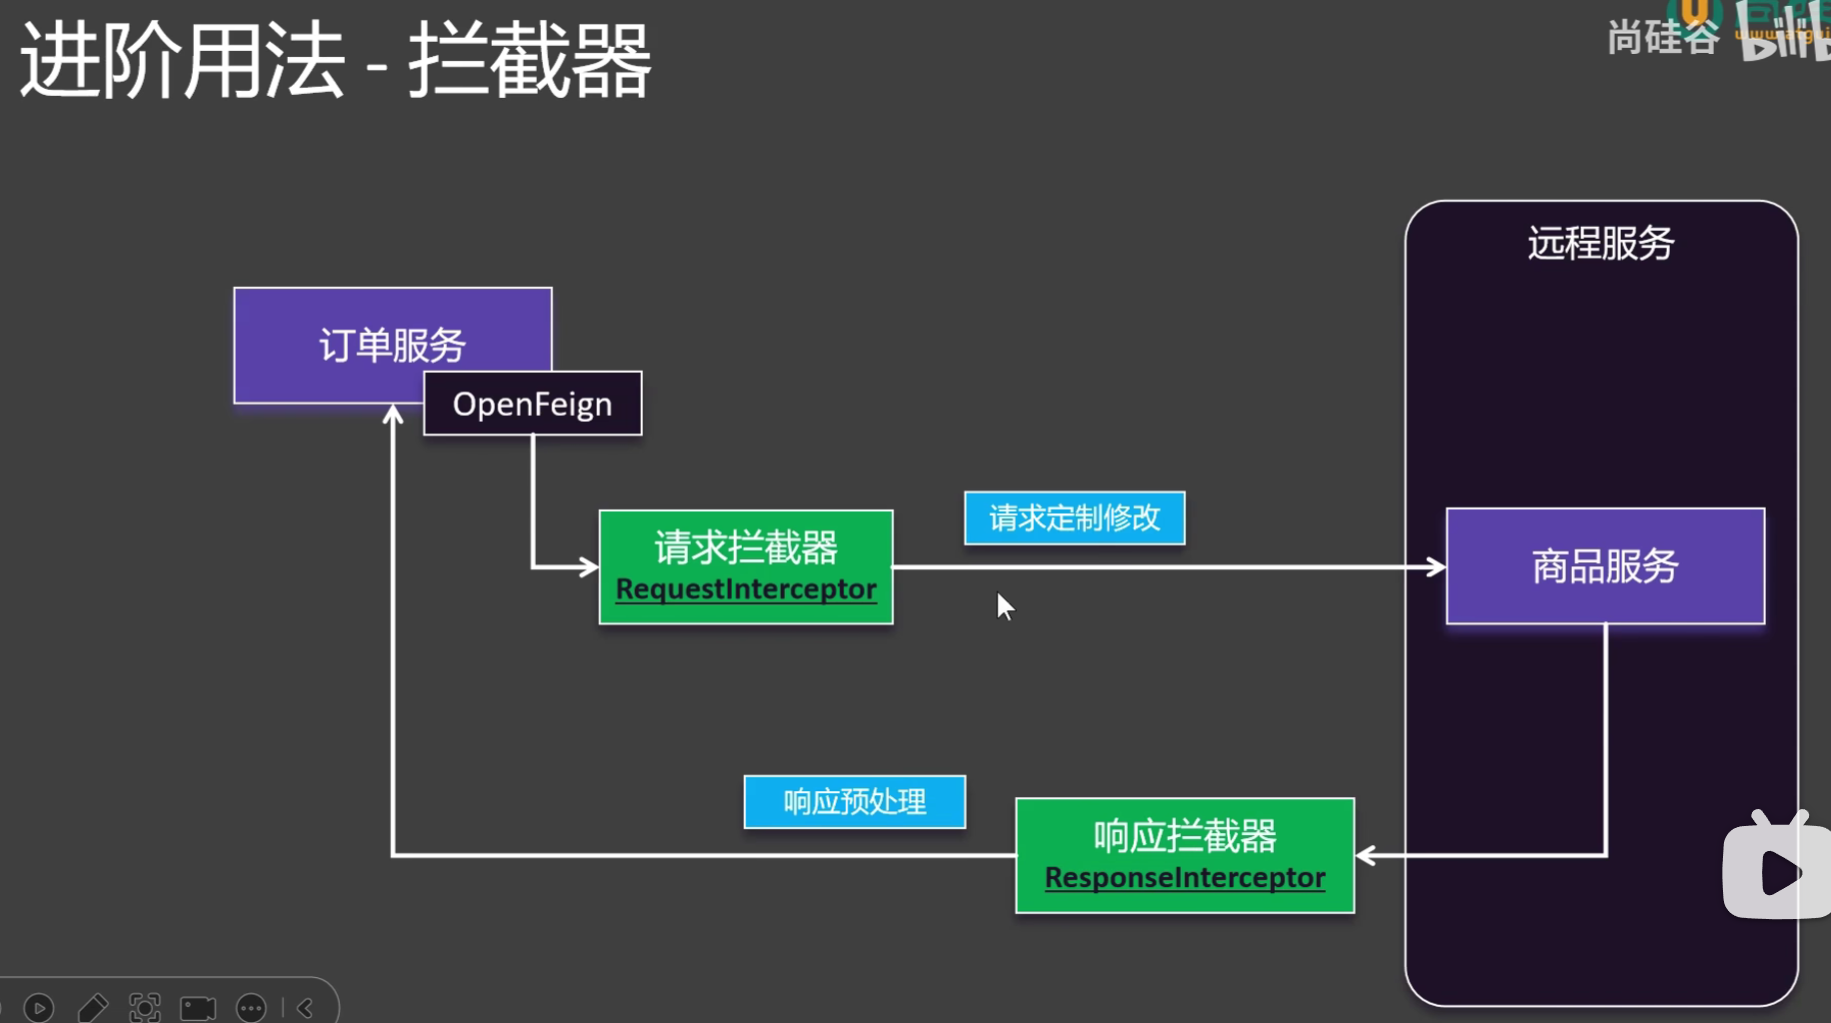 进阶用法 - 拦截器
尚硅谷
远程服务
订单服务
OpenFeign
请求定制修改
请求拦截器
RequestInterceptor
商品服务
响应预处理
响应拦截器
ResponseInterceptor